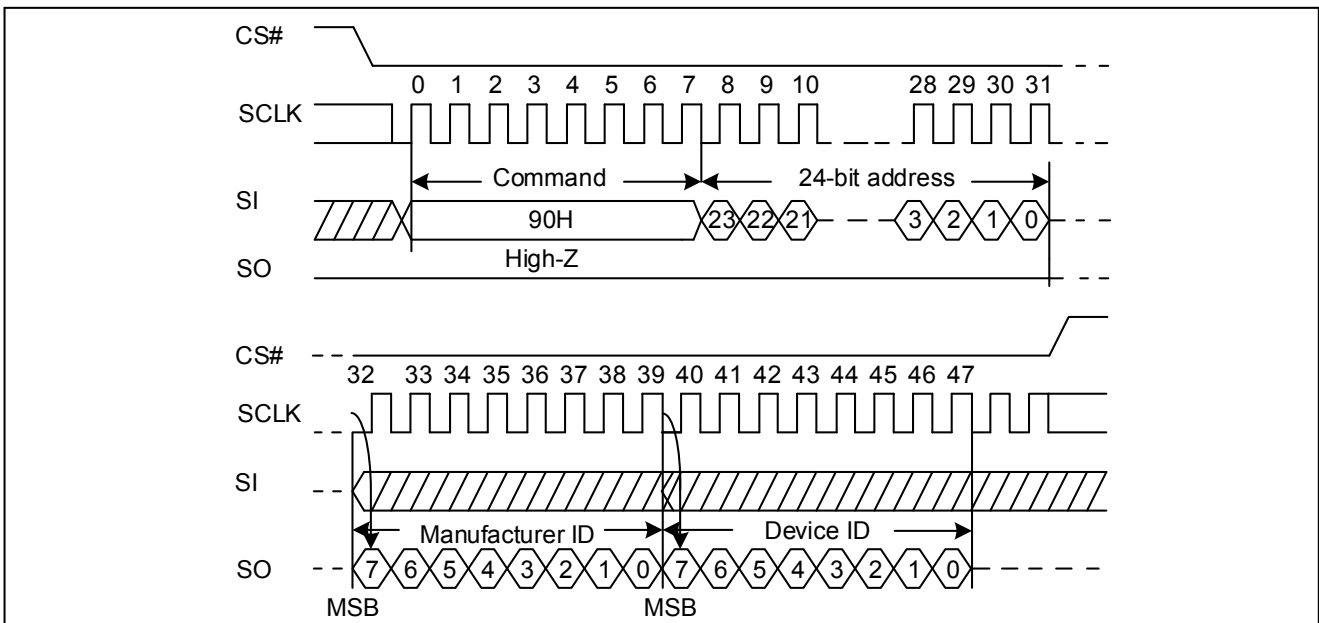 CS#
0 1 2 3 4 5 6 7 8 9 10 28 29 30 31
SCLK
Command 24-bit address
SI
90H 23 22 21 3 2 1 0
High-Z
SO
CS#
32 33 34 35 36 37 38 39 40 41 42 43 44 45 46 47
SCLK
SI
Manufacturer ID Device ID
SO 7 6 5 4 3 2 1 0 7 6 5 4 3 2 1 0
MSB MSB